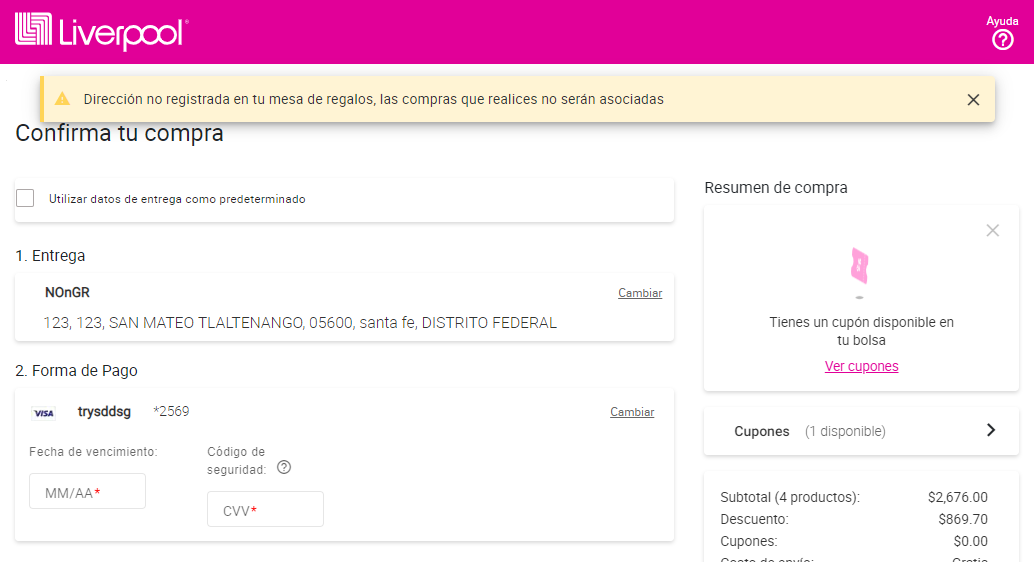 Liverpool
Ayuda
Dirección no registrada en tu mesa de regalos, las compras que realices no serán asociadas
Confirma tu compra
Utilizar datos de entrega como predeterminado
1. Entrega
NOnGR
Cambiar
123, 123, SAN MATEO TLALTENANGO, 05600, santa fe, DISTRITO FEDERAL
2. Forma de Pago
VISA trysddsg *2569
Cambiar
Fecha de vencimiento:
MM/AA*
Código de
seguridad:
CVV*
Resumen de compra
Tienes un cupón disponible en
tu bolsa
Ver cupones
Cupones (1 disponible)
Subtotal (4 productos): $2,676.00
Descuento: $869.70
Cupones: $0.00
Costo de envío: Gratis